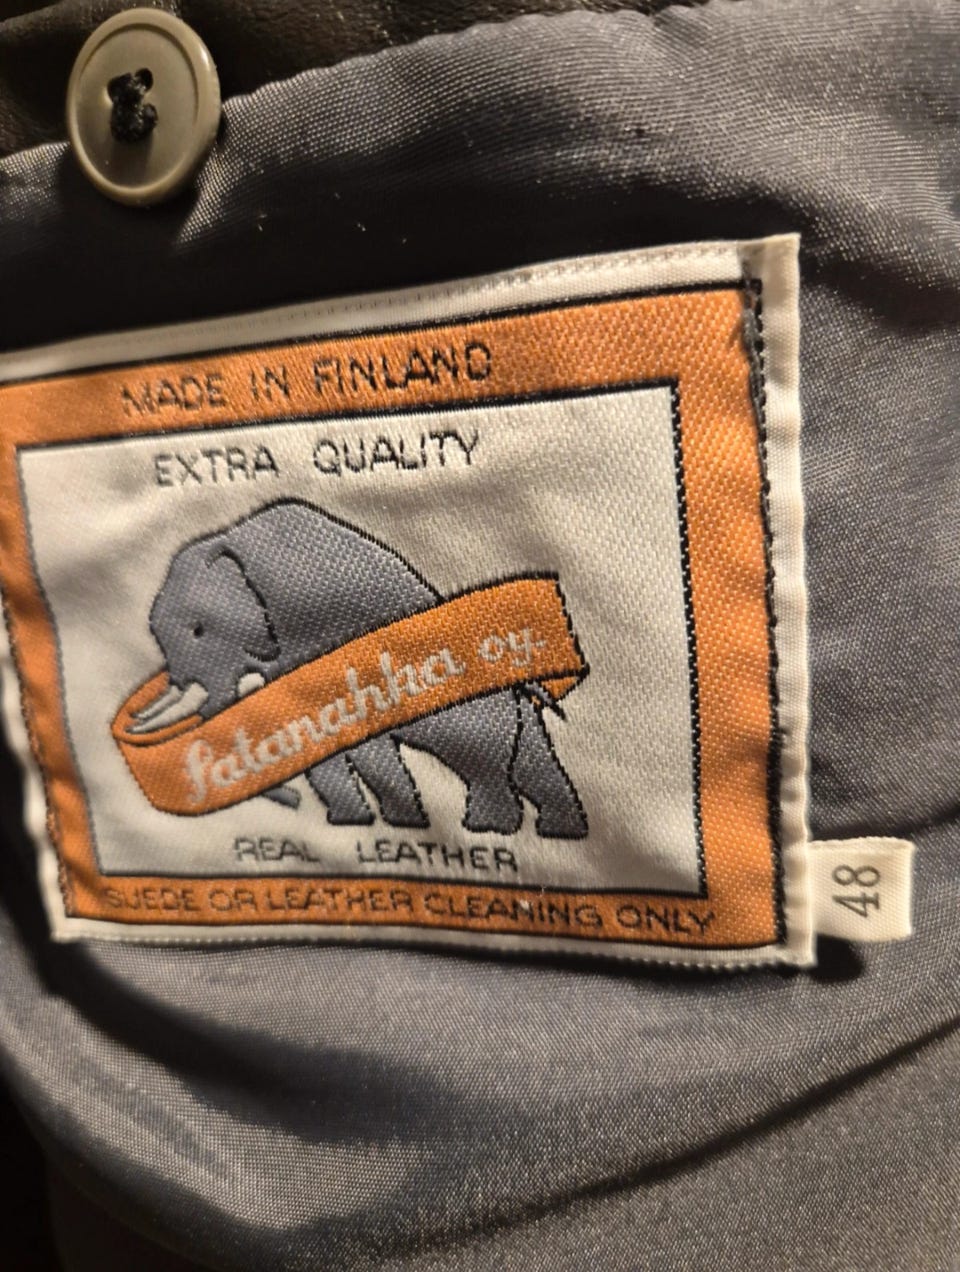 MADE IN FINLAND
EXTRA QUALITY
Satanahka oy.
REAL LEATHER
SUEDE OR LEATHER CLEANING ONLY
48